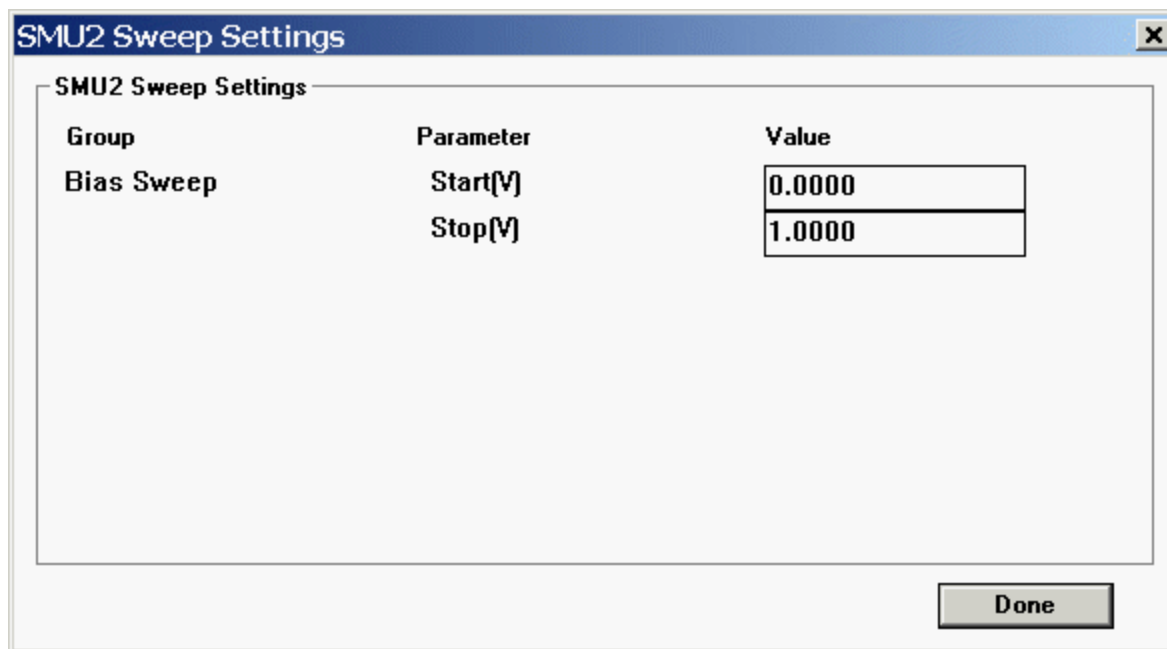 SMU2 Sweep Settings
SMU2 Sweep Settings
Group Parameter Value
Bias Sweep Start(V) 0.0000
Stop(V) 1.0000
Done